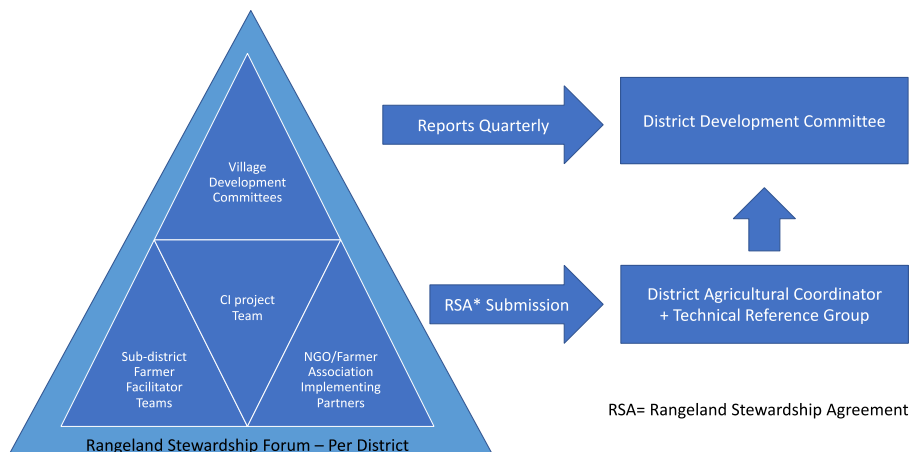 Village
Development
Committees
CI project
Team
Sub-district
Farmer
Facilitator
Teams
NGO/Farmer
Association
Implementing
Partners
Rangeland Stewardship Forum – Per District
Reports Quarterly
District Development Committee
RSA* Submission
District Agricultural Coordinator
+ Technical Reference Group
RSA= Rangeland Stewardship Agreement